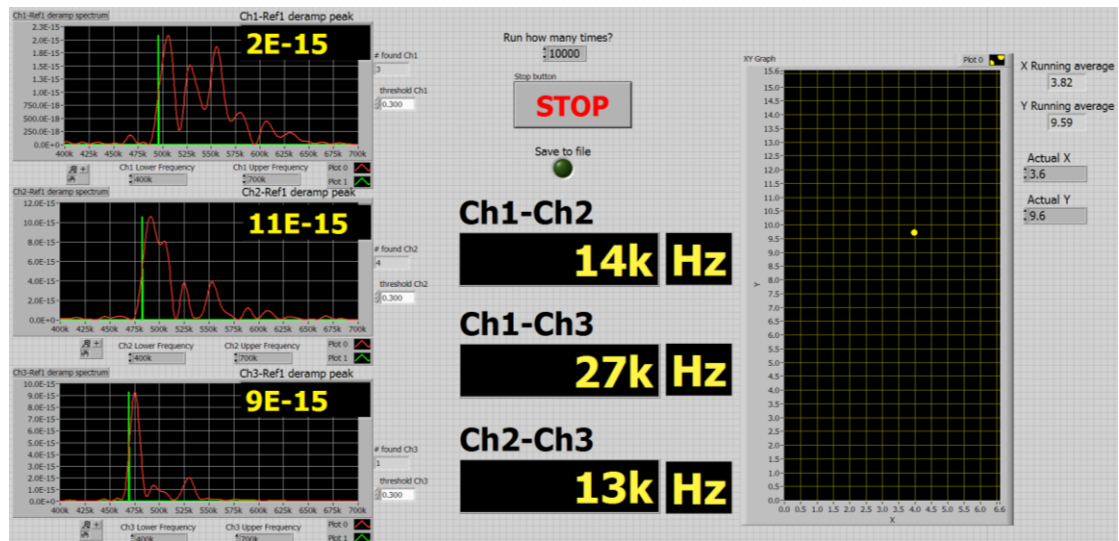 Ch1-Ref1 deramp spectrum
Ch1-Ref1 deramp peak
2E-15
2.3E-15
2.1E-15
1.8E-15
1.5E-15
1.3E-15
1.0E-15
750.0E-18
500.0E-18
250.0E-18
0.0E+0
400k 425k 450k 475k 500k 525k 550k 575k 600k 625k 650k 675k 700k
# found Ch1
3
threshold Ch1
0.300
Ch1 Lower Frequency
400k
Ch1 Upper Frequency
700k
Plot 0
Plot 1
Ch2-Ref1 deramp spectrum
Ch2-Ref1 deramp peak
11E-15
12.0E-15
10.0E-15
8.0E-15
6.0E-15
4.0E-15
2.0E-15
0.0E+0
400k 425k 450k 475k 500k 525k 550k 575k 600k 625k 650k 675k 700k
# found Ch2
4
threshold Ch2
0.300
Ch2 Lower Frequency
400k
Ch2 Upper Frequency
700k
Plot 0
Plot 1
Ch3-Ref1 deramp spectrum
Ch3-Ref1 deramp peak
9E-15
10.0E-15
9.0E-15
8.0E-15
7.0E-15
6.0E-15
5.0E-15
4.0E-15
3.0E-15
2.0E-15
1.0E-15
0.0E+0
400k 425k 450k 475k 500k 525k 550k 575k 600k 625k 650k 675k 700k
# found Ch3
1
threshold Ch3
0.300
Ch3 Lower Frequency
400k
Ch3 Upper Frequency
700k
Plot 0
Plot 1
Run how many times?
10000
Stop button
STOP
Save to file
Ch1-Ch2
14k Hz
Ch1-Ch3
27k Hz
Ch2-Ch3
13k Hz
XY Graph
Plot 0
15.6
15.0
14.5
14.0
13.5
13.0
12.5
12.0
11.5
11.0
10.5
10.0
9.5
9.0
8.5
8.0
7.5
7.0
6.5
6.0
5.5
5.0
4.5
4.0
3.5
3.0
2.5
2.0
1.5
1.0
0.5
0.0
Y
0.0 0.5 1.0 1.5 2.0 2.5 3.0 3.5 4.0 4.5 5.0 5.5 6.0 6.6
X
X Running average
3.82
Y Running average
9.59
Actual X
3.6
Actual Y
9.6